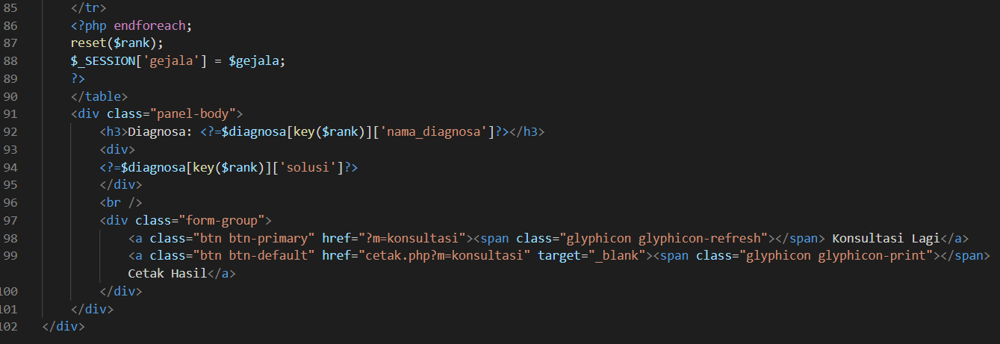 85 </tr>
86 <?php endforeach;
87 reset($rank);
88 $_SESSION['gejala'] = $gejala;
89 ?>
90 </table>
91 <div class="panel-body">
92 <h3>Diagnosa: <?=$diagnosa[key($rank)]['nama_diagnosa']?></h3>
93 <div>
94 <?=$diagnosa[key($rank)]['solusi']?>
95 </div>
96 <br />
97 <div class="form-group">
98 <a class="btn btn-primary" href="?m=konsultasi"><span class="glyphicon glyphicon-refresh"></span> Konsultasi Lagi</a>
99 <a class="btn btn-default" href="cetak.php?m=konsultasi" target="_blank"><span class="glyphicon glyphicon-print"></span>
Cetak Hasil</a>
100 </div>
101 </div>
102 </div>